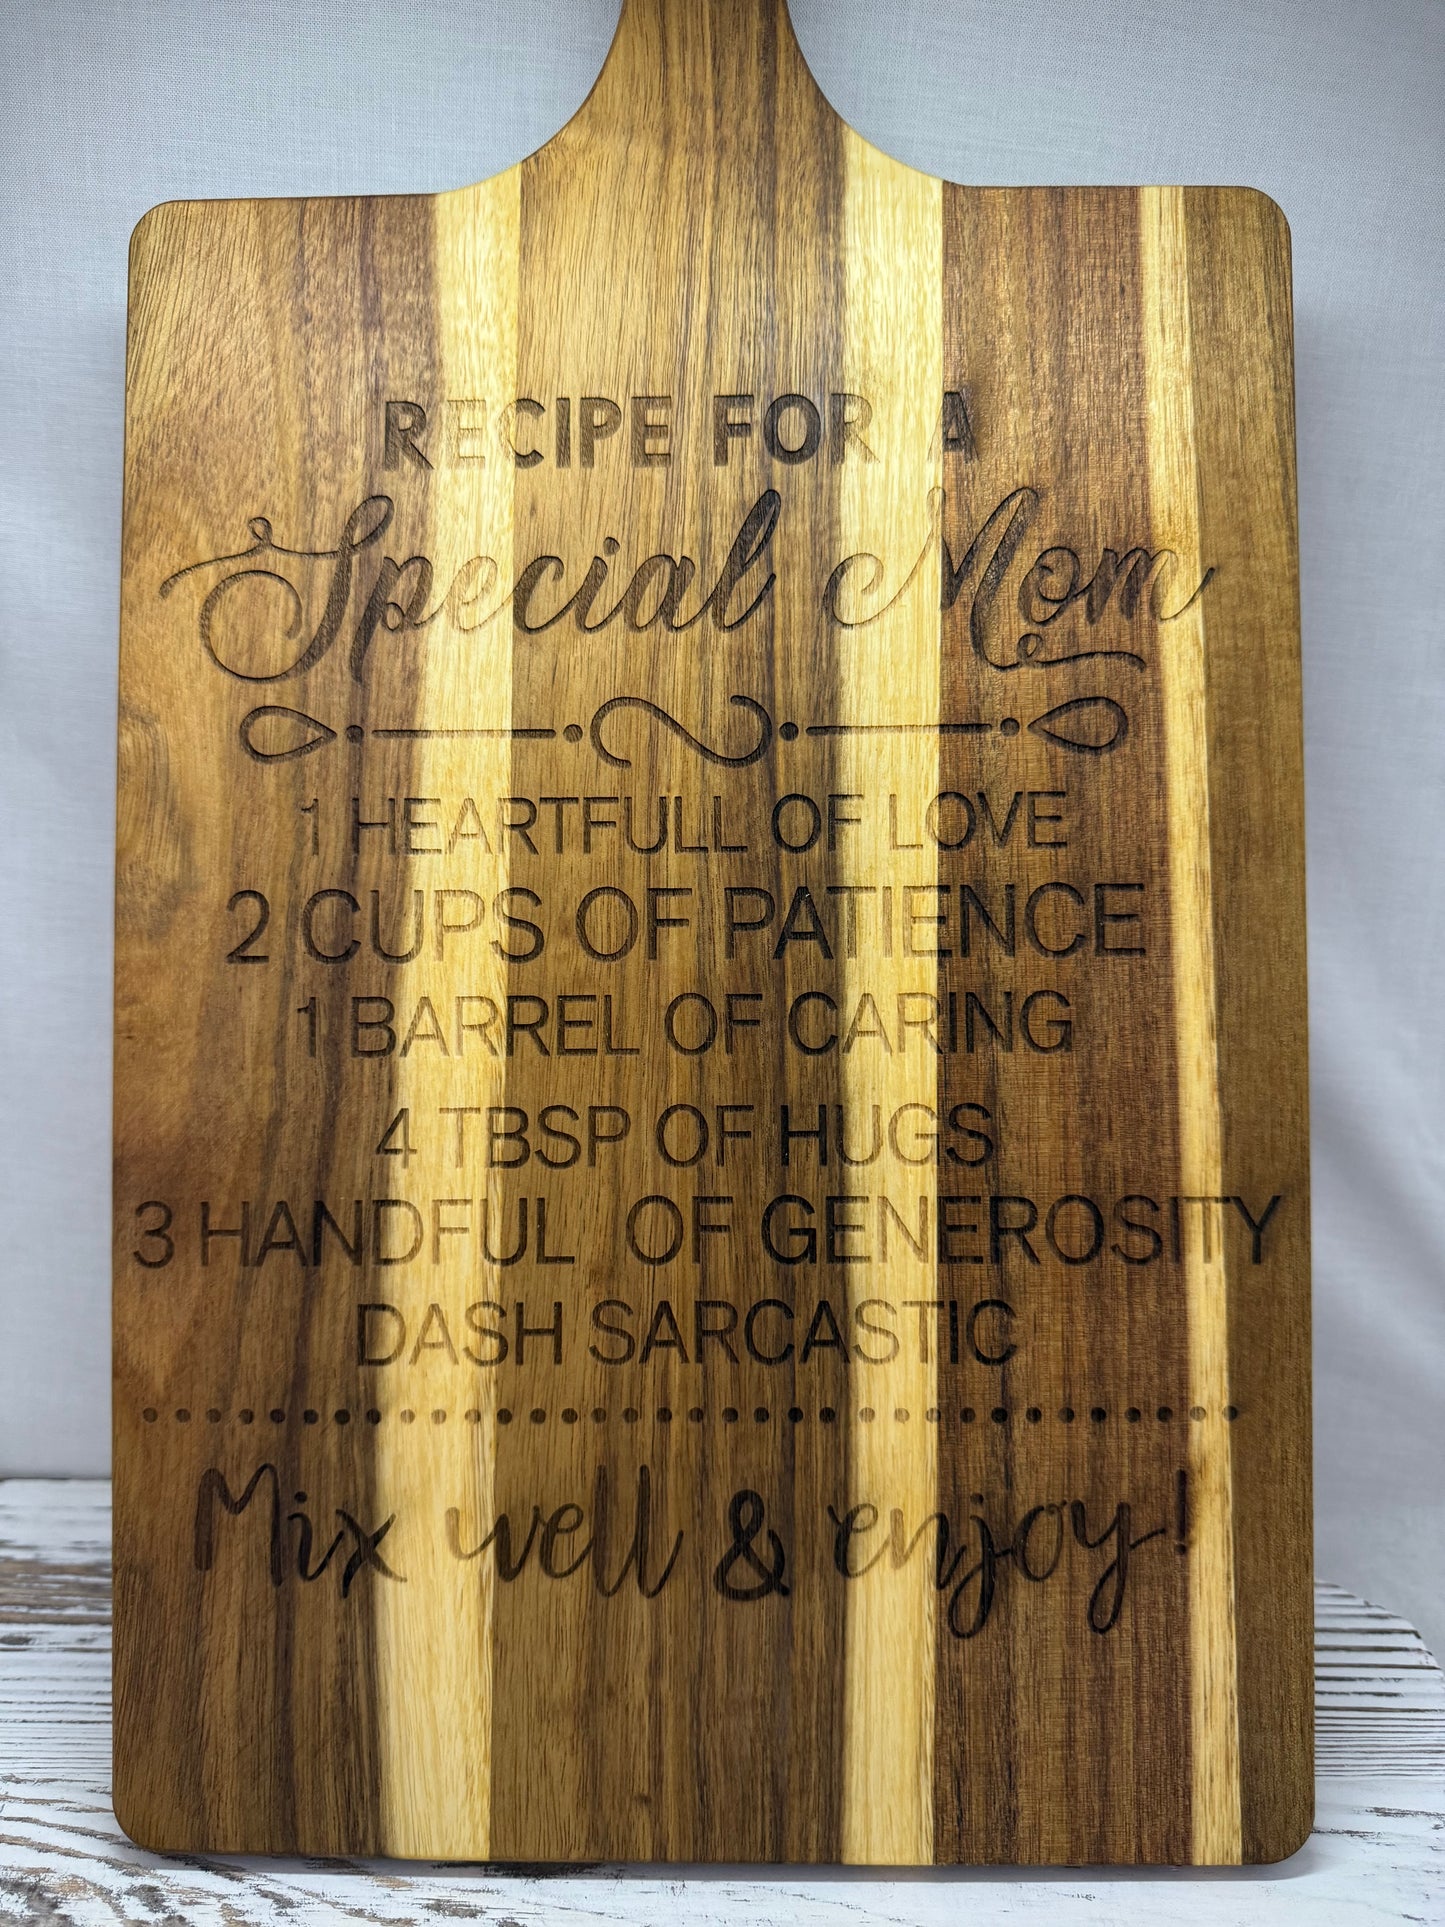 RECIPE FOR A
Special Mom
1 HEARTFULL OF LOVE
2 CUPS OF PATIENCE
1 BARREL OF CARING
4 TBSP OF HUGS
3 HANDFUL OF GENEROSITY
DASH SARCASTIC
Mix well & enjoy!